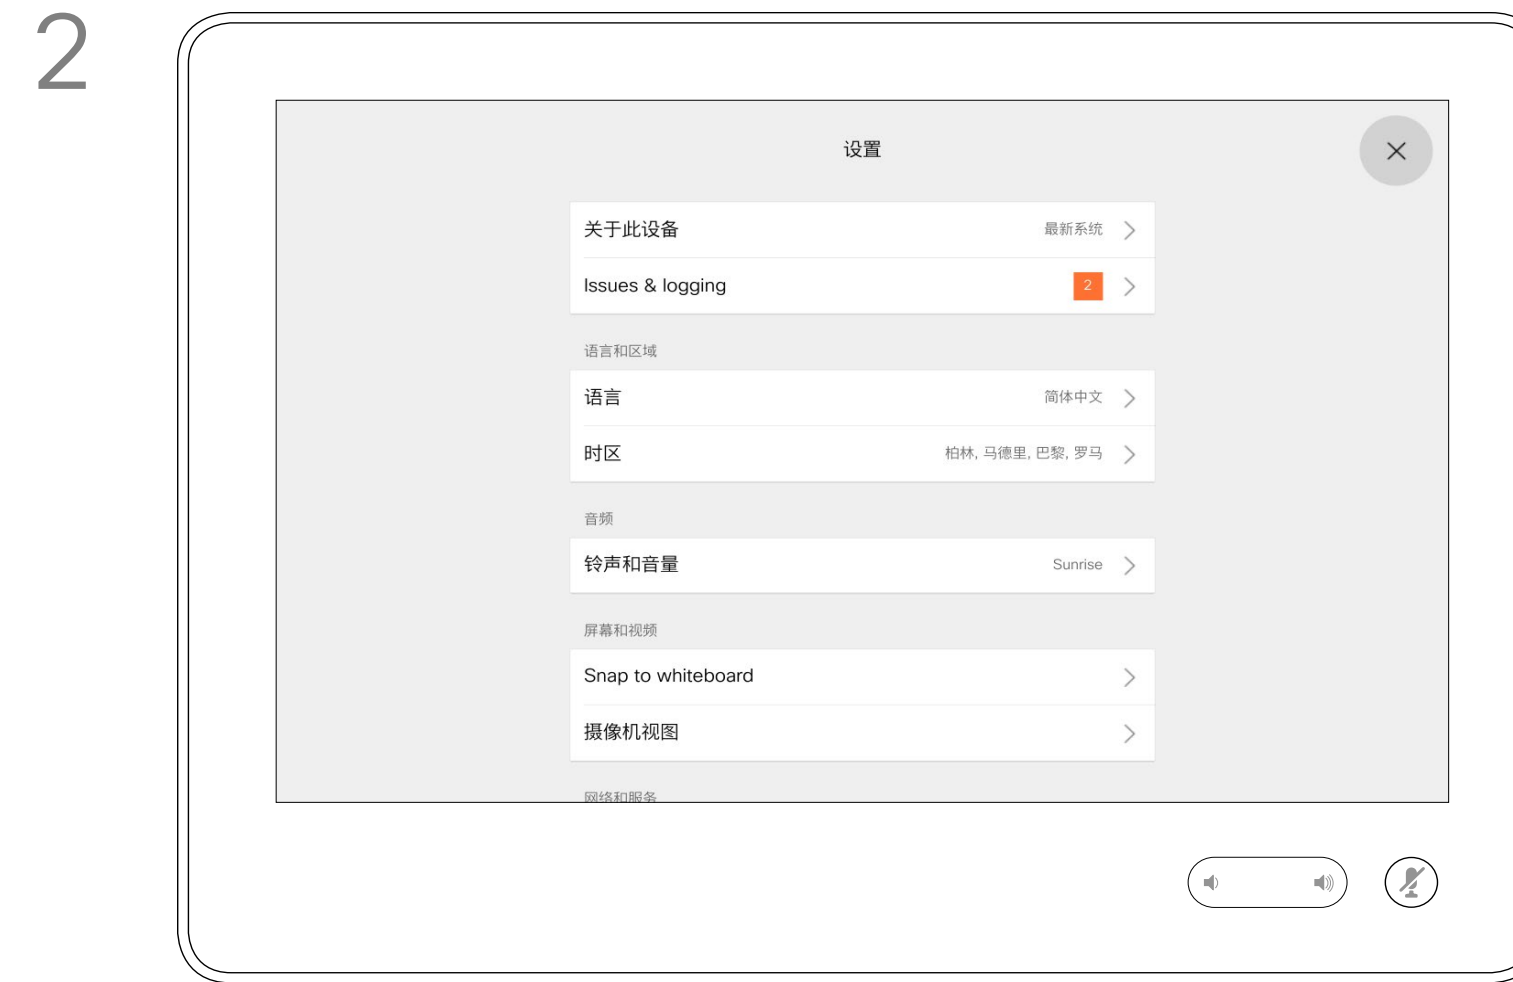 2
设置
关于此设备 最新系统
Issues & logging 2
语言和区域
语言 简体中文
时区 柏林, 马德里, 巴黎, 罗马
音频
铃声和音量 Sunrise
屏幕和视频
Snap to whiteboard
摄像机视图
网络和服务